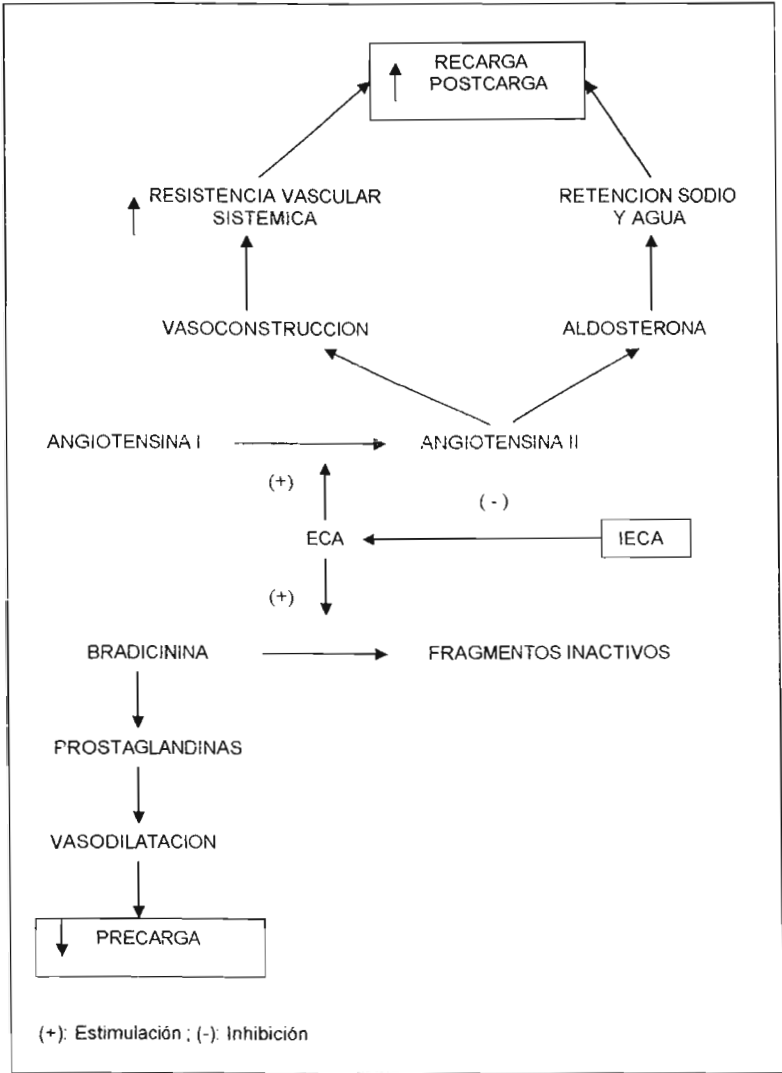 RECARGA
POSTCARGA
RESISTENCIA VASCULAR
SISTEMICA
RETENCION SODIO
Y AGUA
VASOCONSTRUCCION
ALDOSTERONA
ANGIOTENSINA I
ANGIOTENSINA II
(+)
(-)
ECA
IECA
(+)
BRADICININA
FRAGMENTOS INACTIVOS
PROSTAGLANDINAS
VASODILATACION
PRECARGA
(+): Estimulación ; (-): Inhibición